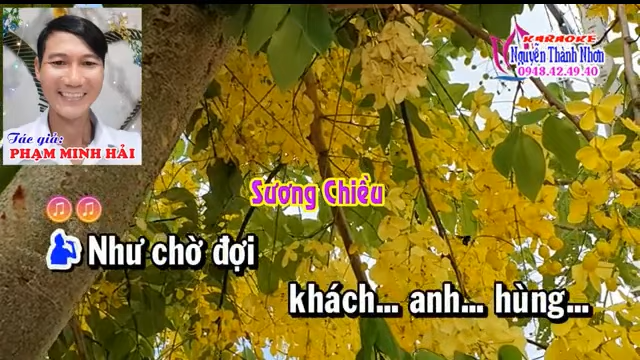 KARAOKE
Nguyễn Thành Nhơn
0948.42.49.40
Tác giả:
PHẠM MINH HẢI
Sương Chiều
Như chờ đợi
khách... anh... hùng...